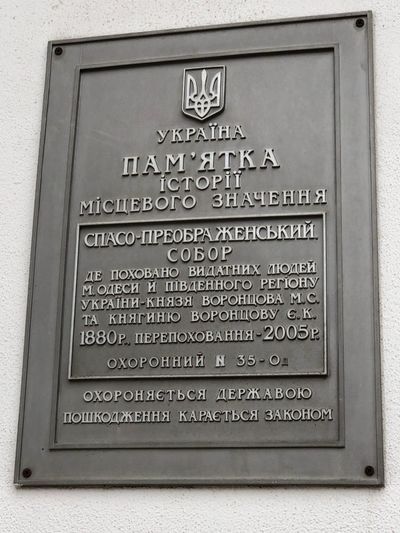 УКРАЇНА
ПАМ'ЯТКА
ІСТОРІЇ
МІСЦЕВОГО ЗНАЧЕННЯ
СПАСО-ПРЕОБРАЖЕНСЬКИЙ
СОБОР
ДЕ ПОХОВАНО ВИДАТНИХ ЛЮДЕЙ
М. ОДЕСИ Й ПІВДЕННОГО РЕГІОНУ
УКРАЇНИ-КНЯЗЯ ВОРОНЦОВА М.С.
ТА КНЯГИНЮ ВОРОНЦОВУ Є.К.
1880Р., ПЕРЕПОХОВАННЯ-2005Р.
ОХОРОННИЙ N 35-Од
ОХОРОНЯЄТЬСЯ ДЕРЖАВОЮ
ПОШКОДЖЕННЯ КАРАЄТЬСЯ ЗАКОНОМ